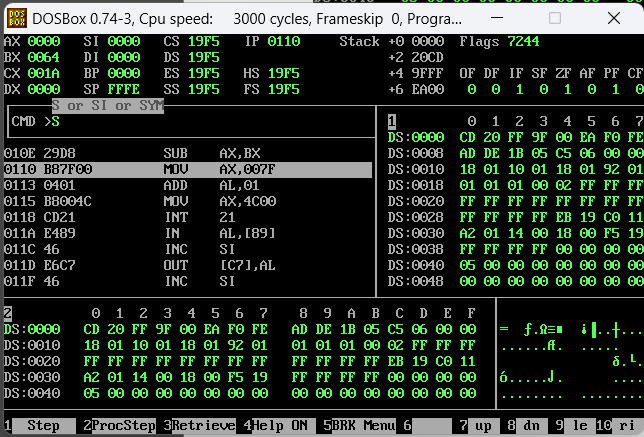 DOSBox 0.74-3, Cpu speed: 3000 cycles, Frameskip 0, Progra...
AX 0000 SI 0000 CS 19F5 IP 0110 Stack +0 0000 Flags 7244
BX 0064 DI 0000 DS 19F5 +2 20CD
CX 001A BP 0000 ES 19F5 HS 19F5 +4 9FFF OF DF IF SF ZF AF PF CF
DX 0000 SP FFFE SS 19F5 FS 19F5 +6 EA00 0 0 1 0 1 0 1 0
S or SI or SYM
CMD >S
1 0 1 2 3 4 5 6 7
DS:0000 CD 20 FF 9F 00 EA F0 FE
010E 29D8 SUB AX,BX DS:0008 AD DE 1B 05 C5 06 00 00
0110 B87F00 MOV AX,007F DS:0010 18 01 10 01 18 01 92 01
0113 0401 ADD AL,01 DS:0018 01 01 01 00 02 FF FF FF
0115 B8004C MOV AX,4C00 DS:0020 FF FF FF FF FF FF FF FF
0118 CD21 INT 21 DS:0028 FF FF FF FF EB 19 C0 11
011A E489 IN AL,[89] DS:0030 A2 01 14 00 18 00 F5 19
011C 46 INC SI DS:0038 FF FF FF FF 00 00 00 00
011D E6C7 OUT [C7],AL DS:0040 05 00 00 00 00 00 00 00
011F 46 INC SI DS:0048 00 00 00 00 00 00 00 00
2 0 1 2 3 4 5 6 7 8 9 A B C D E F
DS:0000 CD 20 FF 9F 00 EA F0 FE AD DE 1B 05 C5 06 00 00 = ƒ.Ω≡■ ¡▐..┼.
DS:0010 18 01 10 01 18 01 92 01 01 01 01 00 02 FF FF FF ......Æ. .....
DS:0020 FF FF FF FF FF FF FF FF FF FF FF FF EB 19 C0 11 δ.└.
DS:0030 A2 01 14 00 18 00 F5 19 FF FF FF FF 00 00 00 00 ó.....⌡. ....
DS:0040 05 00 00 00 00 00 00 00 00 00 00 00 00 00 00 00 ........ ........
1 Step 2ProcStep 3Retrieve 4Help ON 5BRK Menu 6 7 up 8 dn 9 le 10 ri